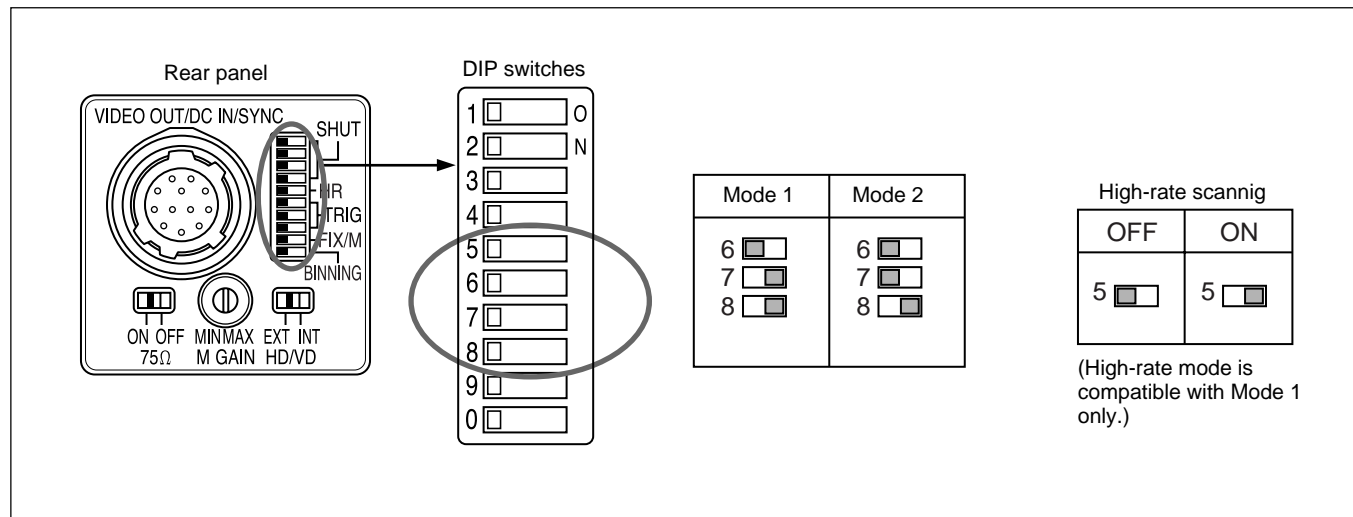 Rear panel
VIDEO OUT/DC IN/SYNC
SHUT
HR
TRIG
FIX/M
BINNING
ON OFF
75Ω
MIN MAX
M GAIN
EXT INT
HD/VD
DIP switches
1 O
2 N
3
4
5
6
7
8
9
0
Mode 1
6
7
8
Mode 2
6
7
8
High-rate scannig
OFF ON
5 5
(High-rate mode is
compatible with Mode 1
only.)